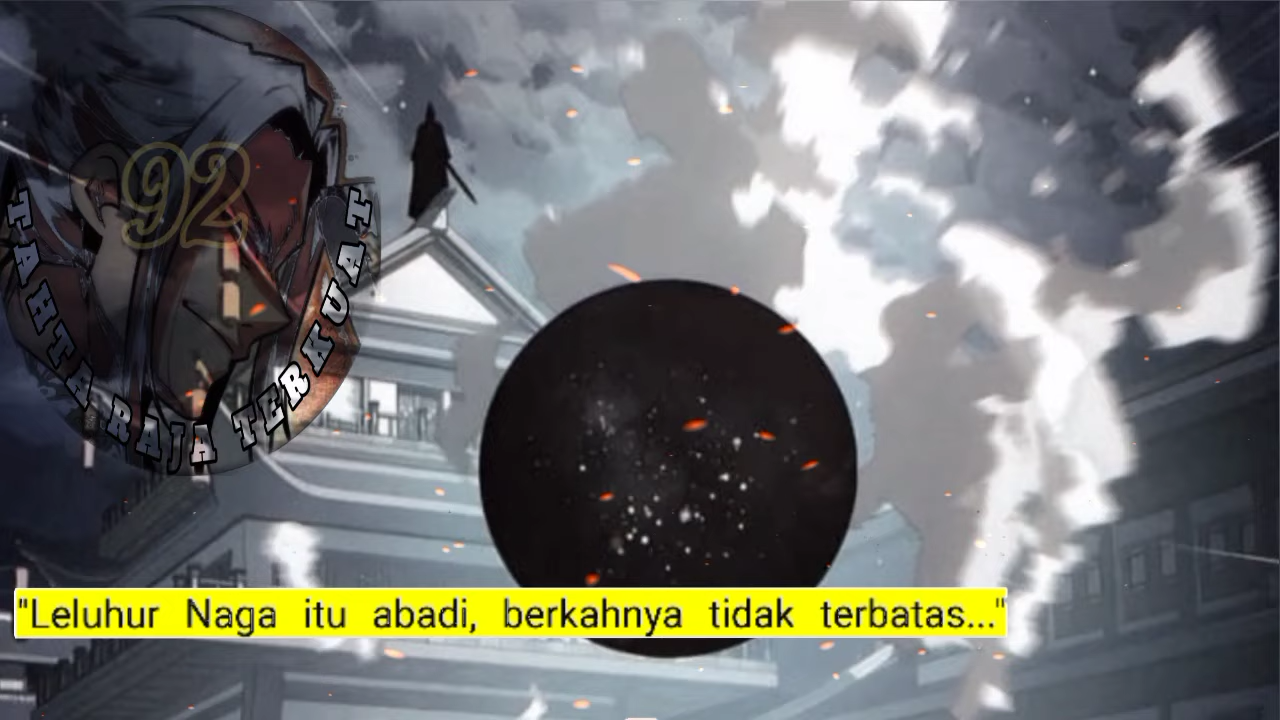 92
TAHTA RAJA TERKUAT
"Leluhur Naga itu abadi, berkahnya tidak terbatas..."